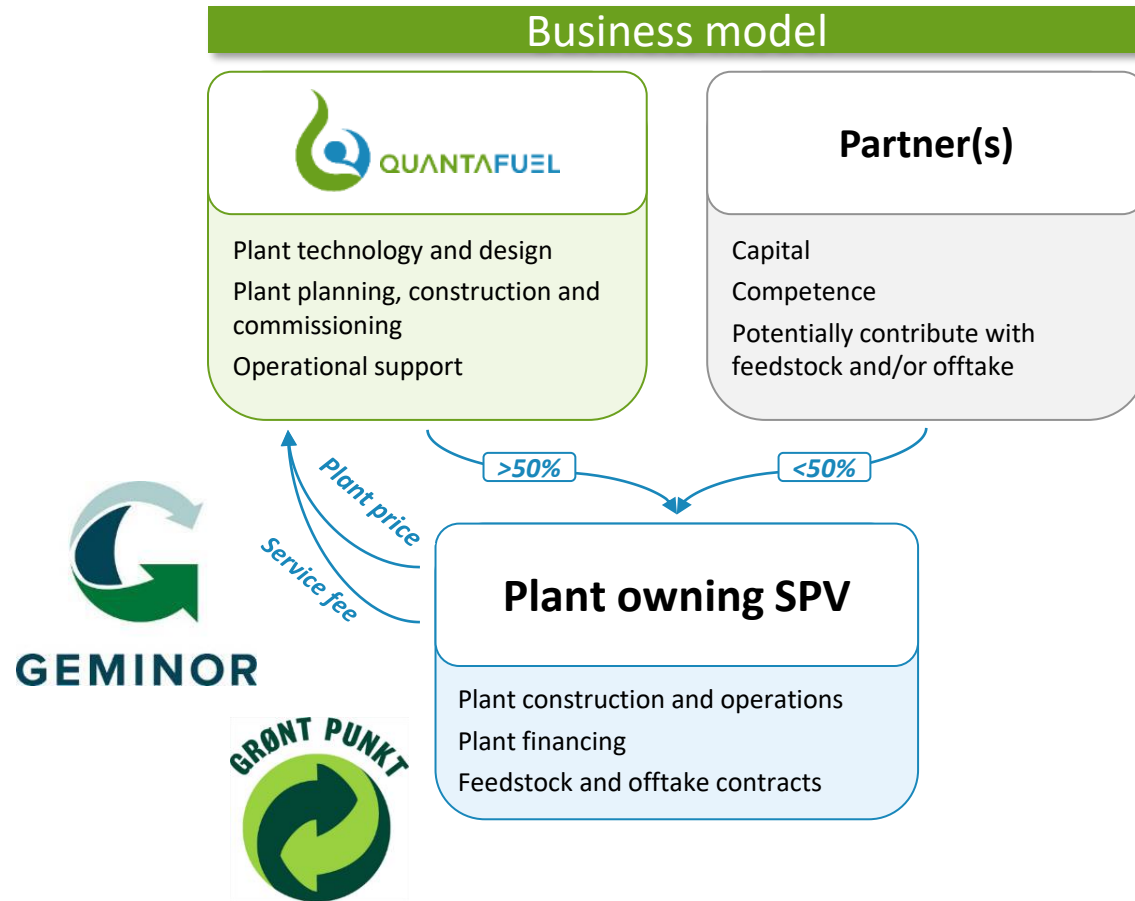 Business model
QUANTAFUEL
Plant technology and design
Plant planning, construction and
commissioning
Operational support
Partner(s)
Capital
Competence
Potentially contribute with
feedstock and/or offtake
>50%
<50%
Plant price
Service fee
Plant owning SPV
Plant construction and operations
Plant financing
Feedstock and offtake contracts
GEMINOR
GRØNT PUNKT